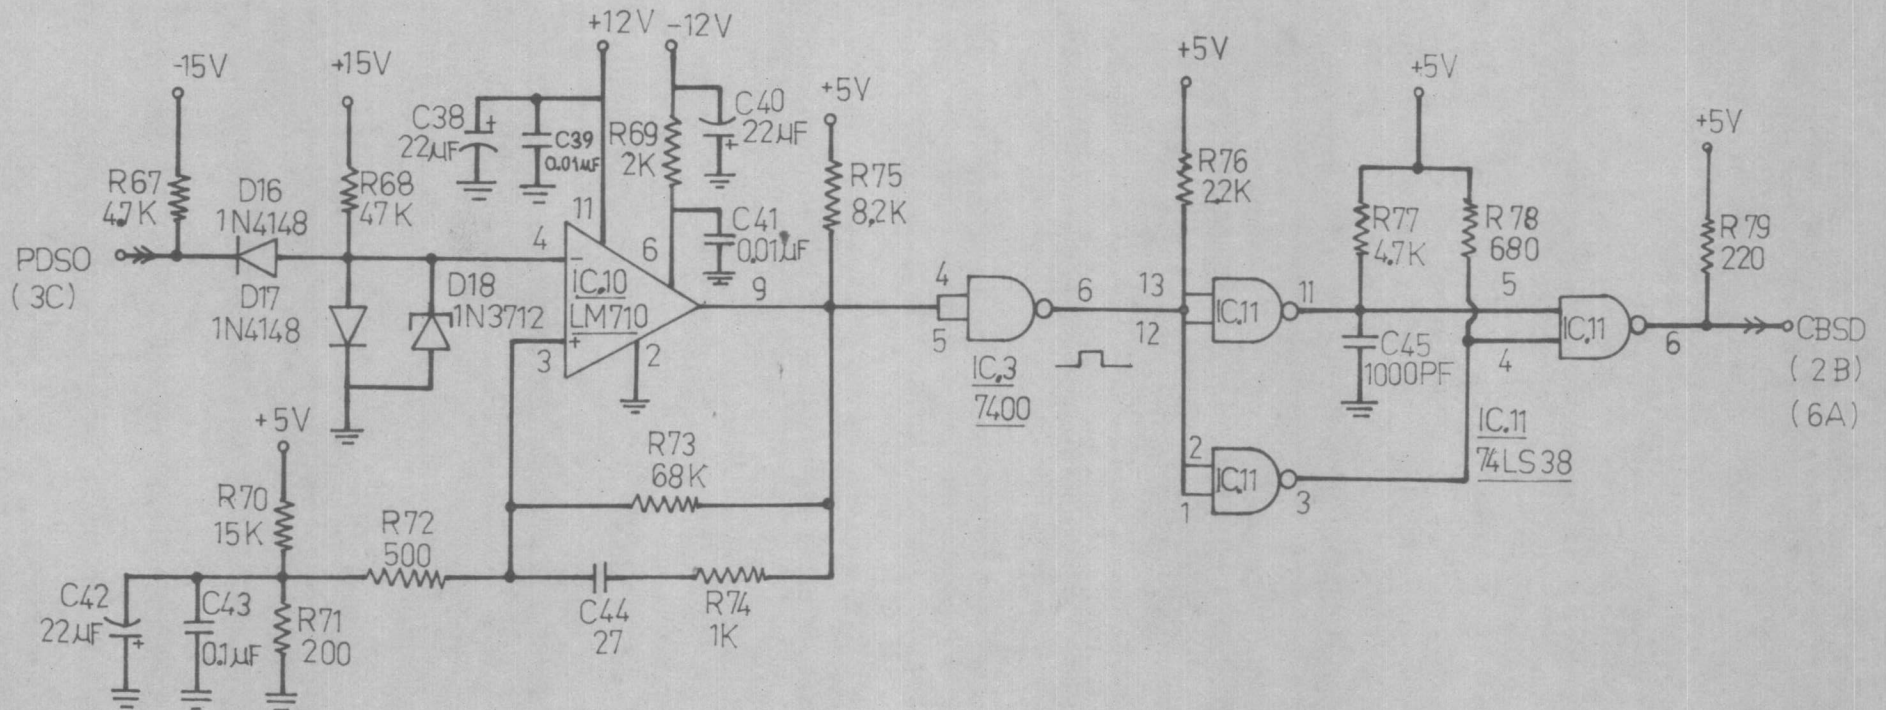 +12V
-12V
-15V
+15V
+5V
+5V
+5V
+5V
C38
22µF
C39
0.01µF
R69
2K
C40
22µF
R67
4.7K
D16
1N4148
R68
47K
11
R75
8,2K
R76
2.2K
R77
4.7K
R78
680
R79
220
PDSO
(3C)
D17
1N4148
4
D18
1N3712
IC.10
LM710
−
+
3
2
6
C41
0.01µF
9
4
5
6
IC.3
7400
13
12
IC.11
11
C45
1000PF
5
4
IC.11
6
CBSD
(2B)
(6A)
IC.11
74LS38
2
1
IC.11
3
+5V
R70
15K
R73
68K
R72
500
C42
22µF
+
C43
0.1µF
R71
200
C44
27
R74
1K